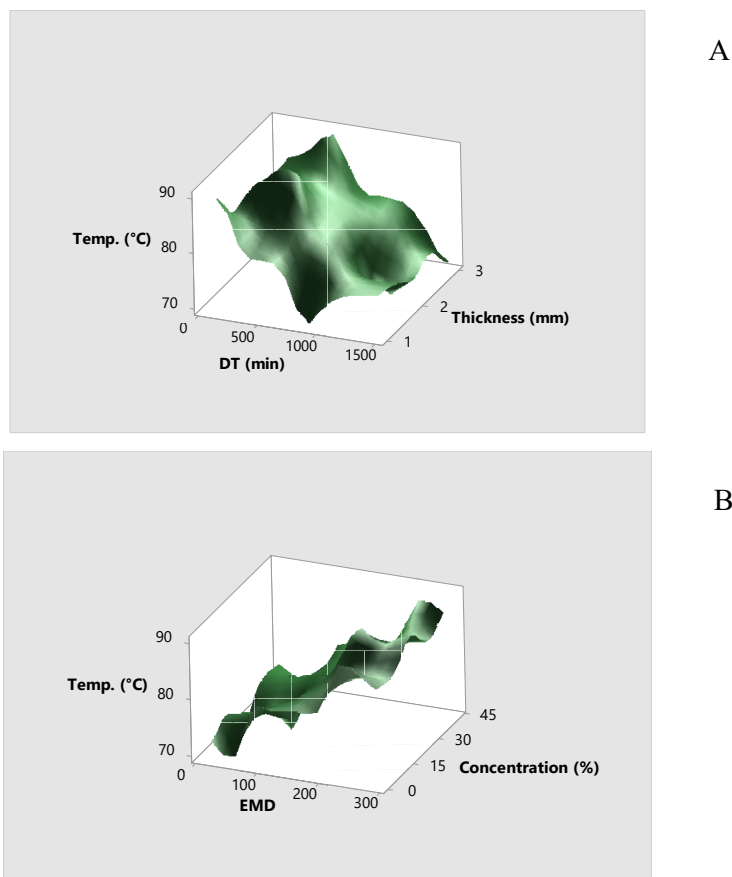 A
90
Temp. (°C) 80
70
0
500
1000
1500
DT (min)
1
2
3
Thickness (mm)
B
90
Temp. (°C) 80
70
0
100
200
300
EMD
0
15
30
45
Concentration (%)